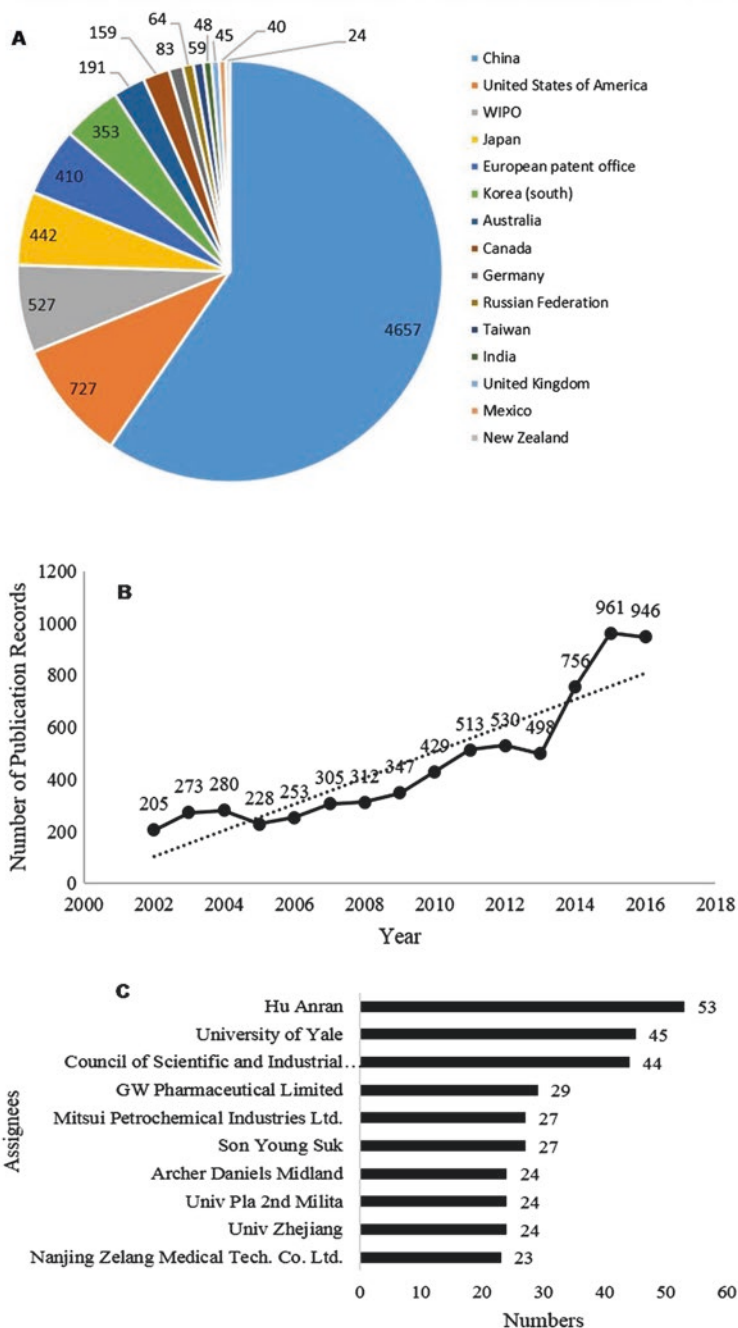 A
64
48
40
159
83
59
45
24
191
353
410
442
527
727
4657
China
United States of America
WIPO
Japan
European patent office
Korea (south)
Australia
Canada
Germany
Russian Federation
Taiwan
India
United Kingdom
Mexico
New Zealand
B
Number of Publication Records
1200
1000
800
600
400
200
0
205
273
280
228
253
305
312
347
429
513
530
498
756
961
946
2000
2002
2004
2006
2008
2010
2012
2014
2016
2018
Year
C
Assignees
Hu Anran 53
University of Yale 45
Council of Scientific and Industrial... 44
GW Pharmaceutical Limited 29
Mitsui Petrochemical Industries Ltd. 27
Son Young Suk 27
Archer Daniels Midland 24
Univ Pla 2nd Milita 24
Univ Zhejiang 24
Nanjing Zelang Medical Tech. Co. Ltd. 23
0 10 20 30 40 50 60
Numbers